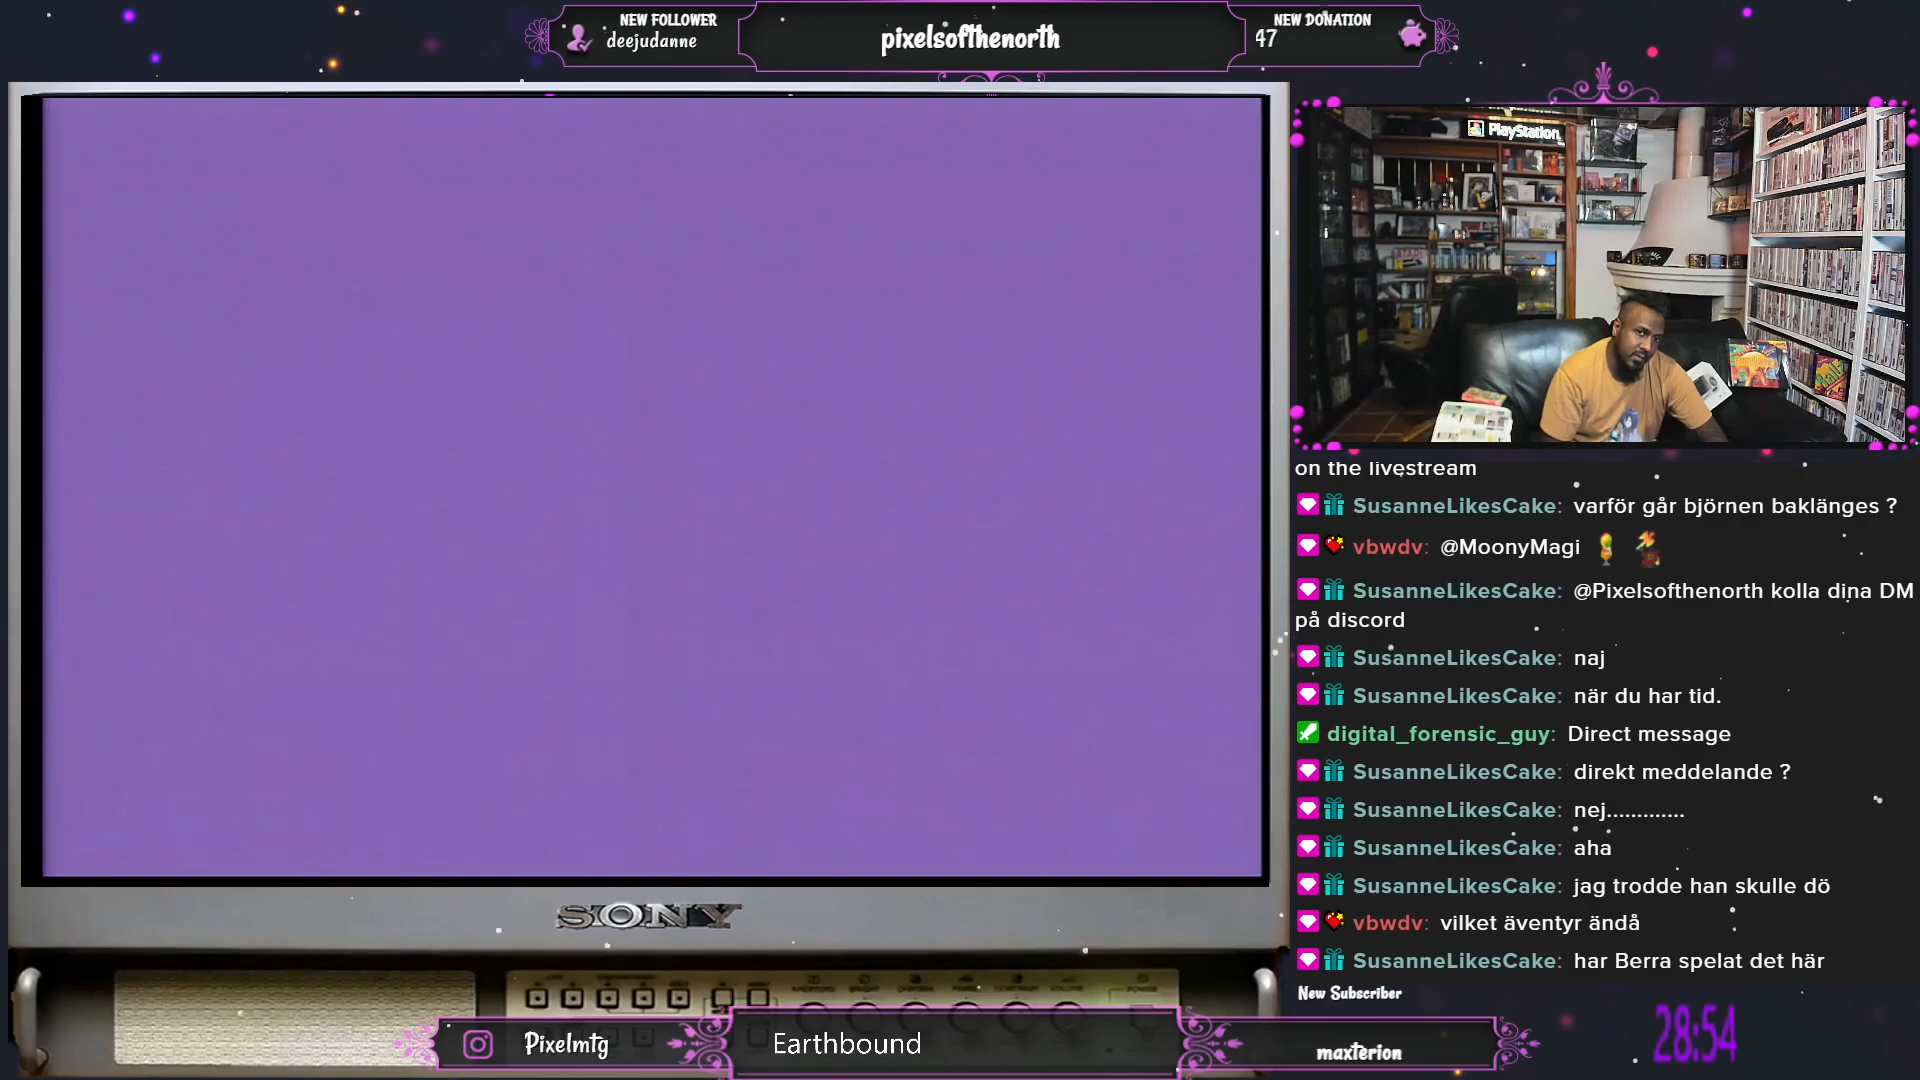 NEW FOLLOWER
deejudanne
pixelsofthenorth
NEW DONATION
47
PlayStation
on the livestream
SusanneLikesCake: varför går björnen baklänges ?
vbwdv: @MoonyMagi
SusanneLikesCake: @Pixelsofthenorth kolla dina DM
på discord
SusanneLikesCake: naj
SusanneLikesCake: när du har tid.
digital_forensic_guy: Direct message
SusanneLikesCake: direkt meddelande ?
SusanneLikesCake: nej.............
SusanneLikesCake: aha
SusanneLikesCake: jag trodde han skulle dö
vbwdv: vilket äventyr ändå
SusanneLikesCake: har Berra spelat det här
SONY
New Subscriber
Pixelmtg
Earthbound
maxterion
28:54